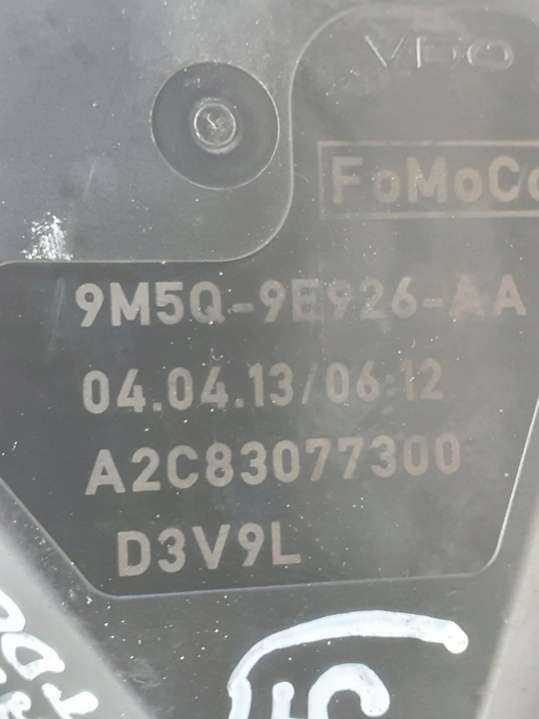 VDO
FoMoCo
9M5Q-9E926-AA
04.04.13/06:12
A2C83077300
D3V9L